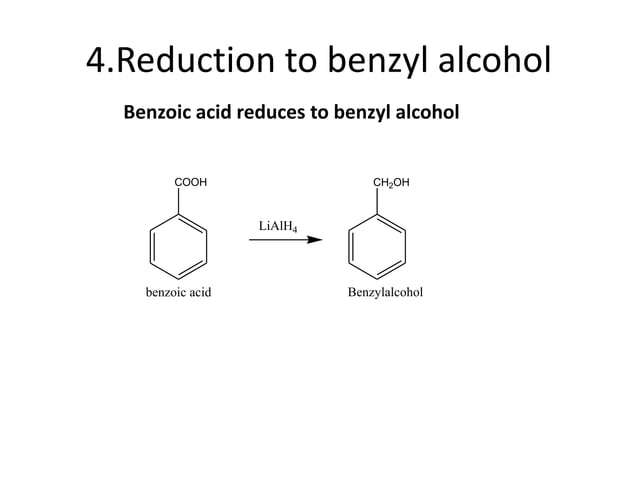 4.Reduction to benzyl alcohol
Benzoic acid reduces to benzyl alcohol
COOH
CH₂OH
LiAlH₄
benzoic acid
Benzylalcohol